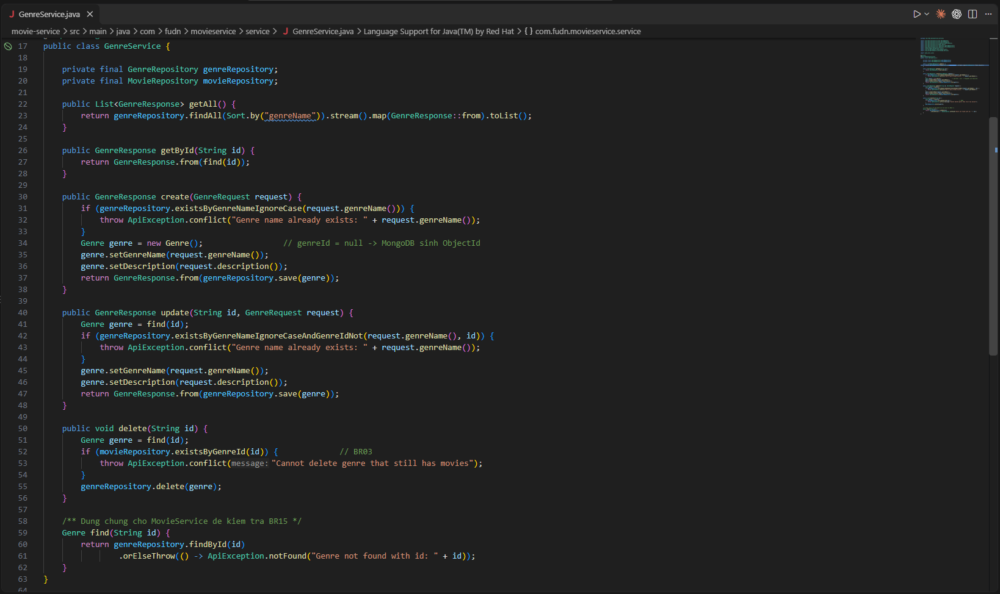 GenreService.java
movie-service > src > main > java > com > fudn > movieservice > service > GenreService.java > Language Support for Java(TM) by Red Hat > {} com.fudn.movieservice.service
17 public class GenreService {
18
19 private final GenreRepository genreRepository;
20 private final MovieRepository movieRepository;
21
22 public List<GenreResponse> getAll() {
23 return genreRepository.findAll(Sort.by("genreName")).stream().map(GenreResponse::from).toList();
24 }
25
26 public GenreResponse getById(String id) {
27 return GenreResponse.from(find(id));
28 }
29
30 public GenreResponse create(GenreRequest request) {
31 if (genreRepository.existsByGenreNameIgnoreCase(request.genreName())) {
32 throw ApiException.conflict("Genre name already exists: " + request.genreName());
33 }
34 Genre genre = new Genre(); // genreId = null -> MongoDB sinh ObjectId
35 genre.setGenreName(request.genreName());
36 genre.setDescription(request.description());
37 return GenreResponse.from(genreRepository.save(genre));
38 }
39
40 public GenreResponse update(String id, GenreRequest request) {
41 Genre genre = find(id);
42 if (genreRepository.existsByGenreNameIgnoreCaseAndGenreIdNot(request.genreName(), id)) {
43 throw ApiException.conflict("Genre name already exists: " + request.genreName());
44 }
45 genre.setGenreName(request.genreName());
46 genre.setDescription(request.description());
47 return GenreResponse.from(genreRepository.save(genre));
48 }
49
50 public void delete(String id) {
51 Genre genre = find(id);
52 if (movieRepository.existsByGenreId(id)) { // BR03
53 throw ApiException.conflict(message: "Cannot delete genre that still has movies");
54 }
55 genreRepository.delete(genre);
56 }
57
58 /** Dung chung cho MovieService de kiem tra BR15 */
59 Genre find(String id) {
60 return genreRepository.findById(id)
61 .orElseThrow(() -> ApiException.notFound("Genre not found with id: " + id));
62 }
63 }
64